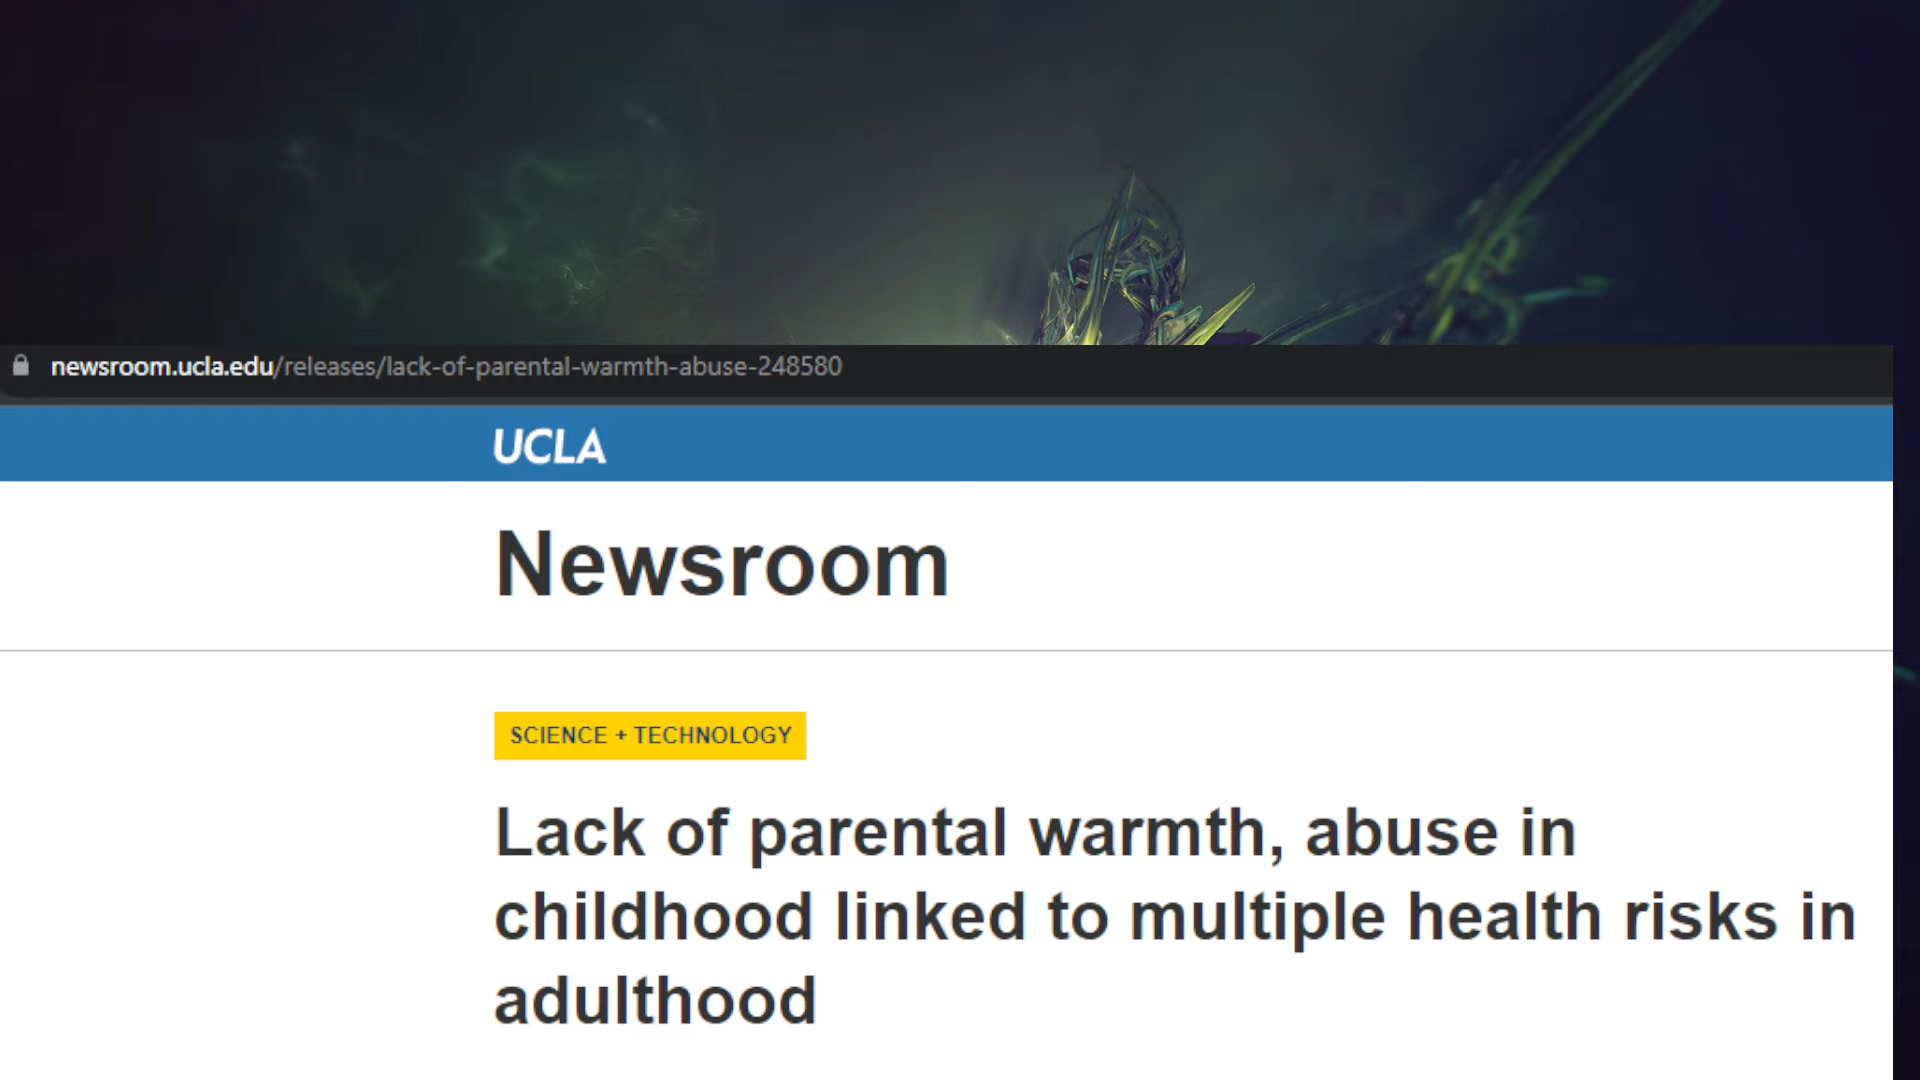 newsroom.ucla.edu/releases/lack-of-parental-warmth-abuse-248580
UCLA
Newsroom
SCIENCE + TECHNOLOGY
Lack of parental warmth, abuse in
childhood linked to multiple health risks in
adulthood